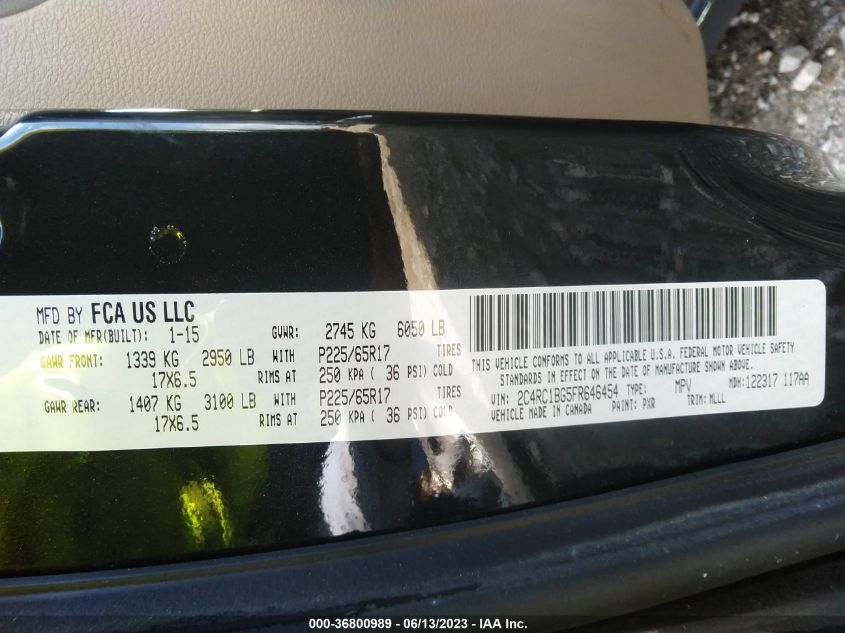 MFD BY FCA US LLC
DATE OF MFR(BUILT): 1-15 GVWR: 2745 KG 6050 LB
GAWR FRONT: 1339 KG 2950 LB WITH P225/65R17 TIRES
17X6.5 RIMS AT 250 KPA ( 36 PSI) COLD
GAWR REAR: 1407 KG 3100 LB WITH P225/65R17 TIRES
17X6.5 RIMS AT 250 KPA ( 36 PSI) COLD
THIS VEHICLE CONFORMS TO ALL APPLICABLE U.S.A. FEDERAL MOTOR VEHICLE SAFETY
STANDARDS IN EFFECT ON THE DATE OF MANUFACTURE SHOWN ABOVE.
VIN: 2C4RC1BG5FR646454 TYPE: MPV MDH: 122317 117AA
VEHICLE MADE IN CANADA PAINT: PXR TRIM: MLLL
000-36800989 - 06/13/2023 - IAA Inc.